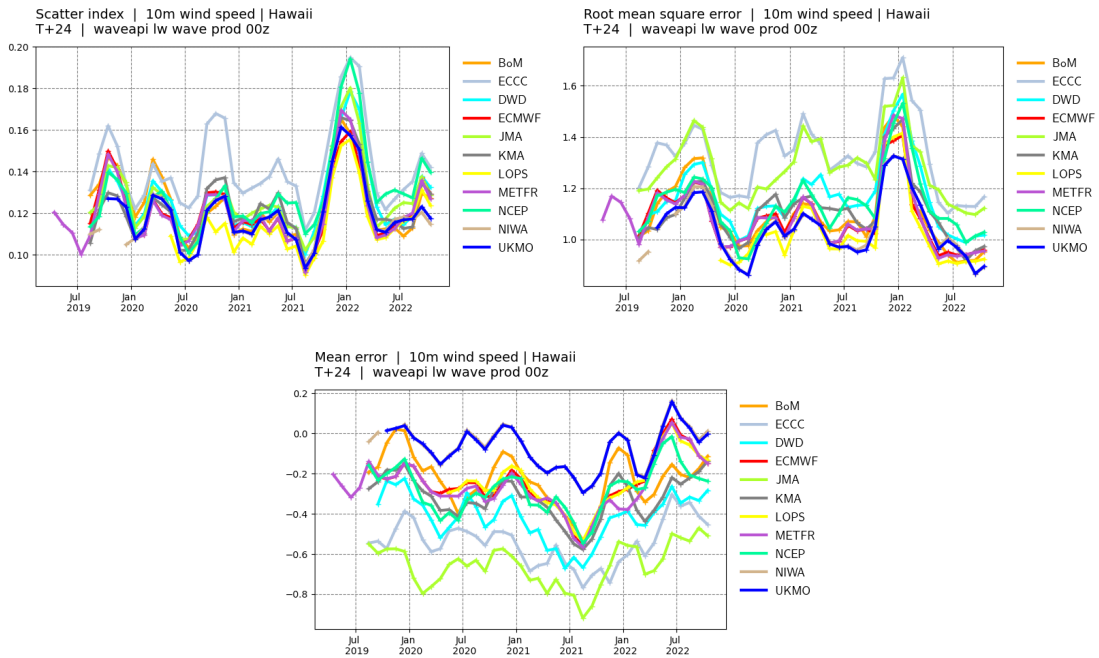 Scatter index | 10m wind speed | Hawaii
T+24 | waveapi lw wave prod 00z
0.20
0.18
0.16
0.14
0.12
0.10
Jul
2019
Jan
2020
Jul
2020
Jan
2021
Jul
2021
Jan
2022
Jul
2022
BoM
ECCC
DWD
ECMWF
JMA
KMA
LOPS
METFR
NCEP
NIWA
UKMO
Root mean square error | 10m wind speed | Hawaii
T+24 | waveapi lw wave prod 00z
1.6
1.4
1.2
1.0
Jul
2019
Jan
2020
Jul
2020
Jan
2021
Jul
2021
Jan
2022
Jul
2022
BoM
ECCC
DWD
ECMWF
JMA
KMA
LOPS
METFR
NCEP
NIWA
UKMO
Mean error | 10m wind speed | Hawaii
T+24 | waveapi lw wave prod 00z
0.2
0.0
−0.2
−0.4
−0.6
−0.8
Jul
2019
Jan
2020
Jul
2020
Jan
2021
Jul
2021
Jan
2022
Jul
2022
BoM
ECCC
DWD
ECMWF
JMA
KMA
LOPS
METFR
NCEP
NIWA
UKMO